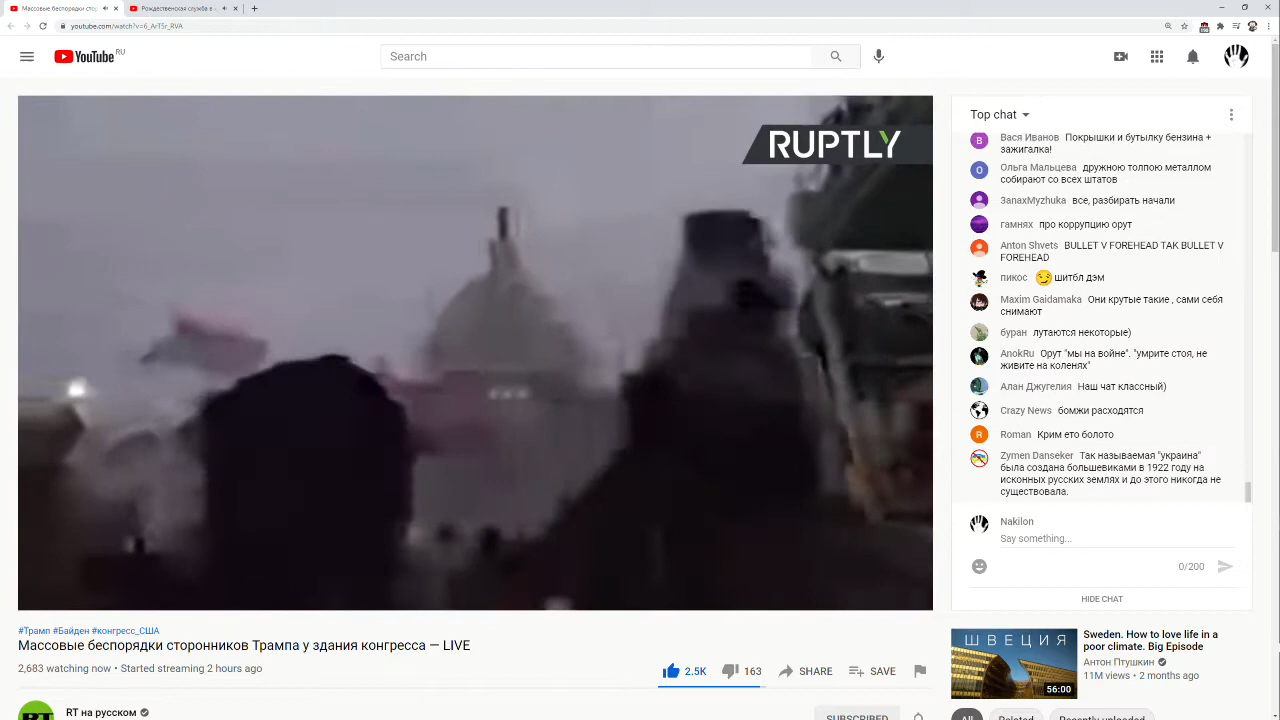 Массовые беспорядки стор
Рождественская служба в
youtube.com/watch?v=6_ArT5r_RVA
YouTube RU
Search
RUPTLY
Top chat
Вася Иванов Покрышки и бутылку бензина +
зажигалка!
Ольга Мальцева дружною толпою металлом
собирают со всех штатов
3anaxMyzhuka все, разбирать начали
гамнях про коррупцию орут
Anton Shvets BULLET V FOREHEAD ТАК BULLET V
FOREHEAD
пикос шитбл дэм
Maxim Gaidamaka Они крутые такие , сами себя
снимают
буран лутаются некоторые)
AnokRu Орут "мы на войне". "умрите стоя, не
живите на коленях"
Алан Джугелия Наш чат классный)
Crazy News бомжи расходятся
Roman Крим ето болото
Zymen Danseker Так называемая "украина"
была создана большевиками в 1922 году на
исконных русских землях и до этого никогда не
существовала.
Nakilon
Say something...
0/200
HIDE CHAT
#Трамп #Байден #конгресс_США
Массовые беспорядки сторонников Трампа у здания конгресса — LIVE
2,683 watching now • Started streaming 2 hours ago
2.5K 163 SHARE SAVE
RT
RT на русском
SUBSCRIBED
ШВЕЦИЯ
56:00
Sweden. How to love life in a
poor climate. Big Episode
Антон Птушкин
11M views • 2 months ago
All Related Recently uploaded